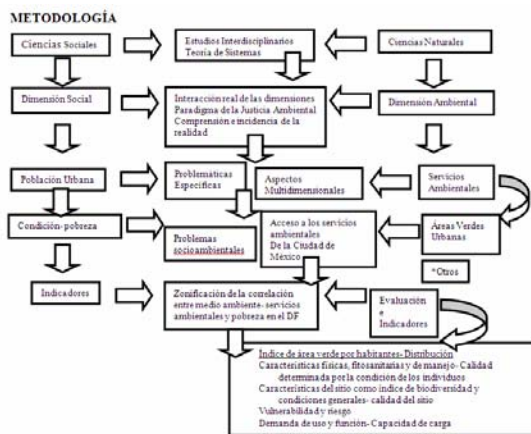 METODOLOGÍA
Ciencias Sociales
Estudios Interdisciplinarios
Teoría de Sistemas
Ciencias Naturales
Dimensión Social
Interacción real de las dimensiones
Paradigma de la Justicia Ambiental
Comprensión e incidencia de la
realidad
Dimensión Ambiental
Población Urbana
Problemáticas
Específicas
Aspectos
Multidimensionales
Servicios
Ambientales
Condición- pobreza
Problemas
socioambientales
Acceso a los servicios
ambientales
De la Ciudad de
México
Áreas Verdes
Urbanas
*Otros
Indicadores
Zonificación de la correlación
entre medio ambiente- servicios
ambientales y pobreza en el DF
Evaluación
e
Indicadores
Indice de área verde por habitantes- Distribución
Características físicas, fitosanitarias y de manejo- Calidad
determinada por la condición de los individuos
Características del sitio como índice de biodiversidad y
condiciones generales- calidad del sitio
Vulnerabilidad y riesgo
Demanda de uso y función- Capacidad de carga